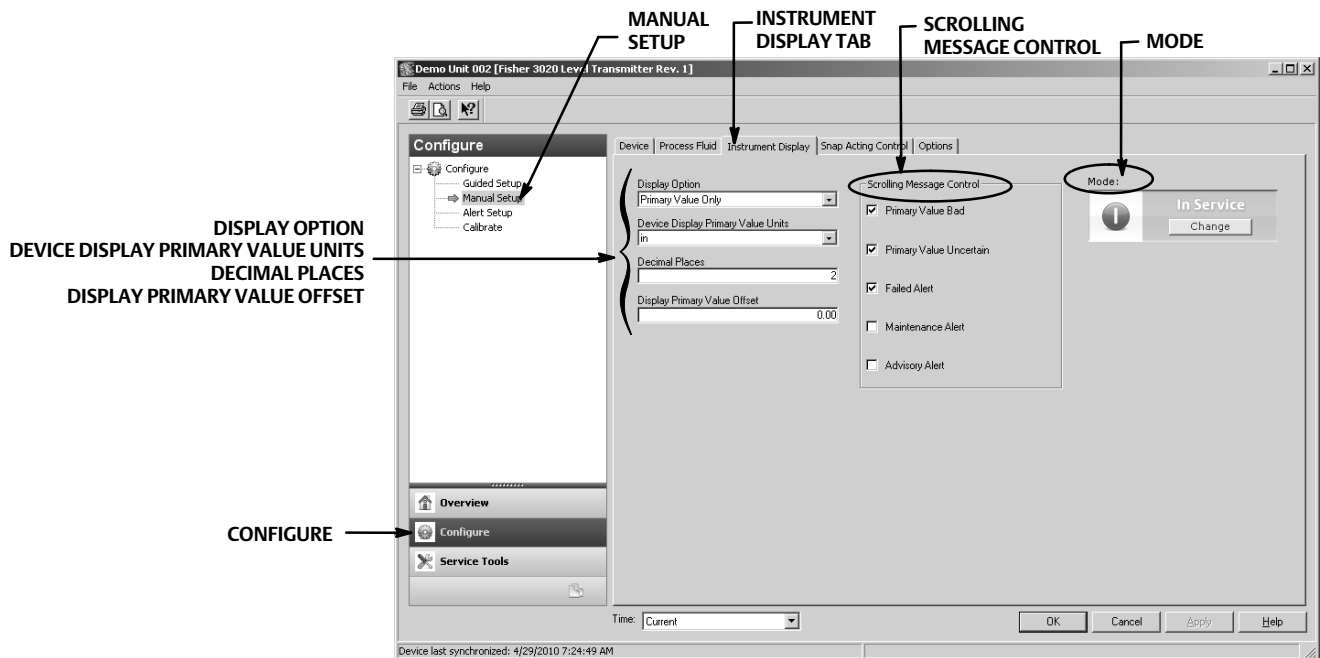 MANUAL
SETUP
INSTRUMENT
DISPLAY TAB
SCROLLING
MESSAGE CONTROL
MODE
Demo Unit 002 [Fisher 3020 Level Transmitter Rev. 1]
File Actions Help
Configure
Configure
Guided Setup
Manual Setup
Alert Setup
Calibrate
Overview
Configure
Service Tools
Device
Process Fluid
Instrument Display
Snap Acting Control
Options
Display Option
Primary Value Only
Device Display Primary Value Units
in
Decimal Places
2
Display Primary Value Offset
0.00
Scrolling Message Control
Primary Value Bad
Primary Value Uncertain
Failed Alert
Maintenance Alert
Advisory Alert
Mode:
In Service
Change
DISPLAY OPTION
DEVICE DISPLAY PRIMARY VALUE UNITS
DECIMAL PLACES
DISPLAY PRIMARY VALUE OFFSET
CONFIGURE
Time: Current
OK
Cancel
Apply
Help
Device last synchronized: 4/29/2010 7:24:49 AM